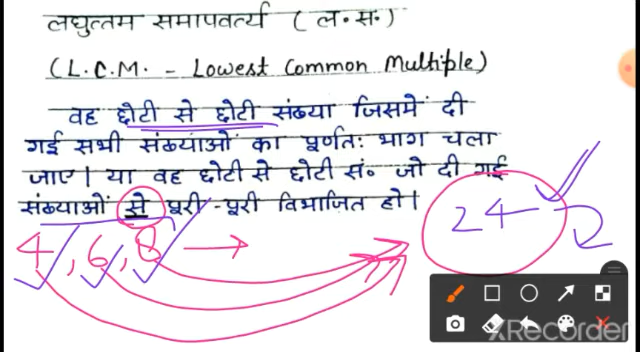 लघुत्तम समापवर्त्य ( ल॰ स॰ )
( L.C.M. - Lowest Common Multiple )
वह छोटी से छोटी संख्या जिसमें दी
गई सभी संख्याओं का पूर्णतः भाग चला
जाए। या वह छोटी से छोटी सं॰ जो दी गई
संख्याओं से पूरी-पूरी विभाजित हो।
24
4, 6, 8 →
XRecorder